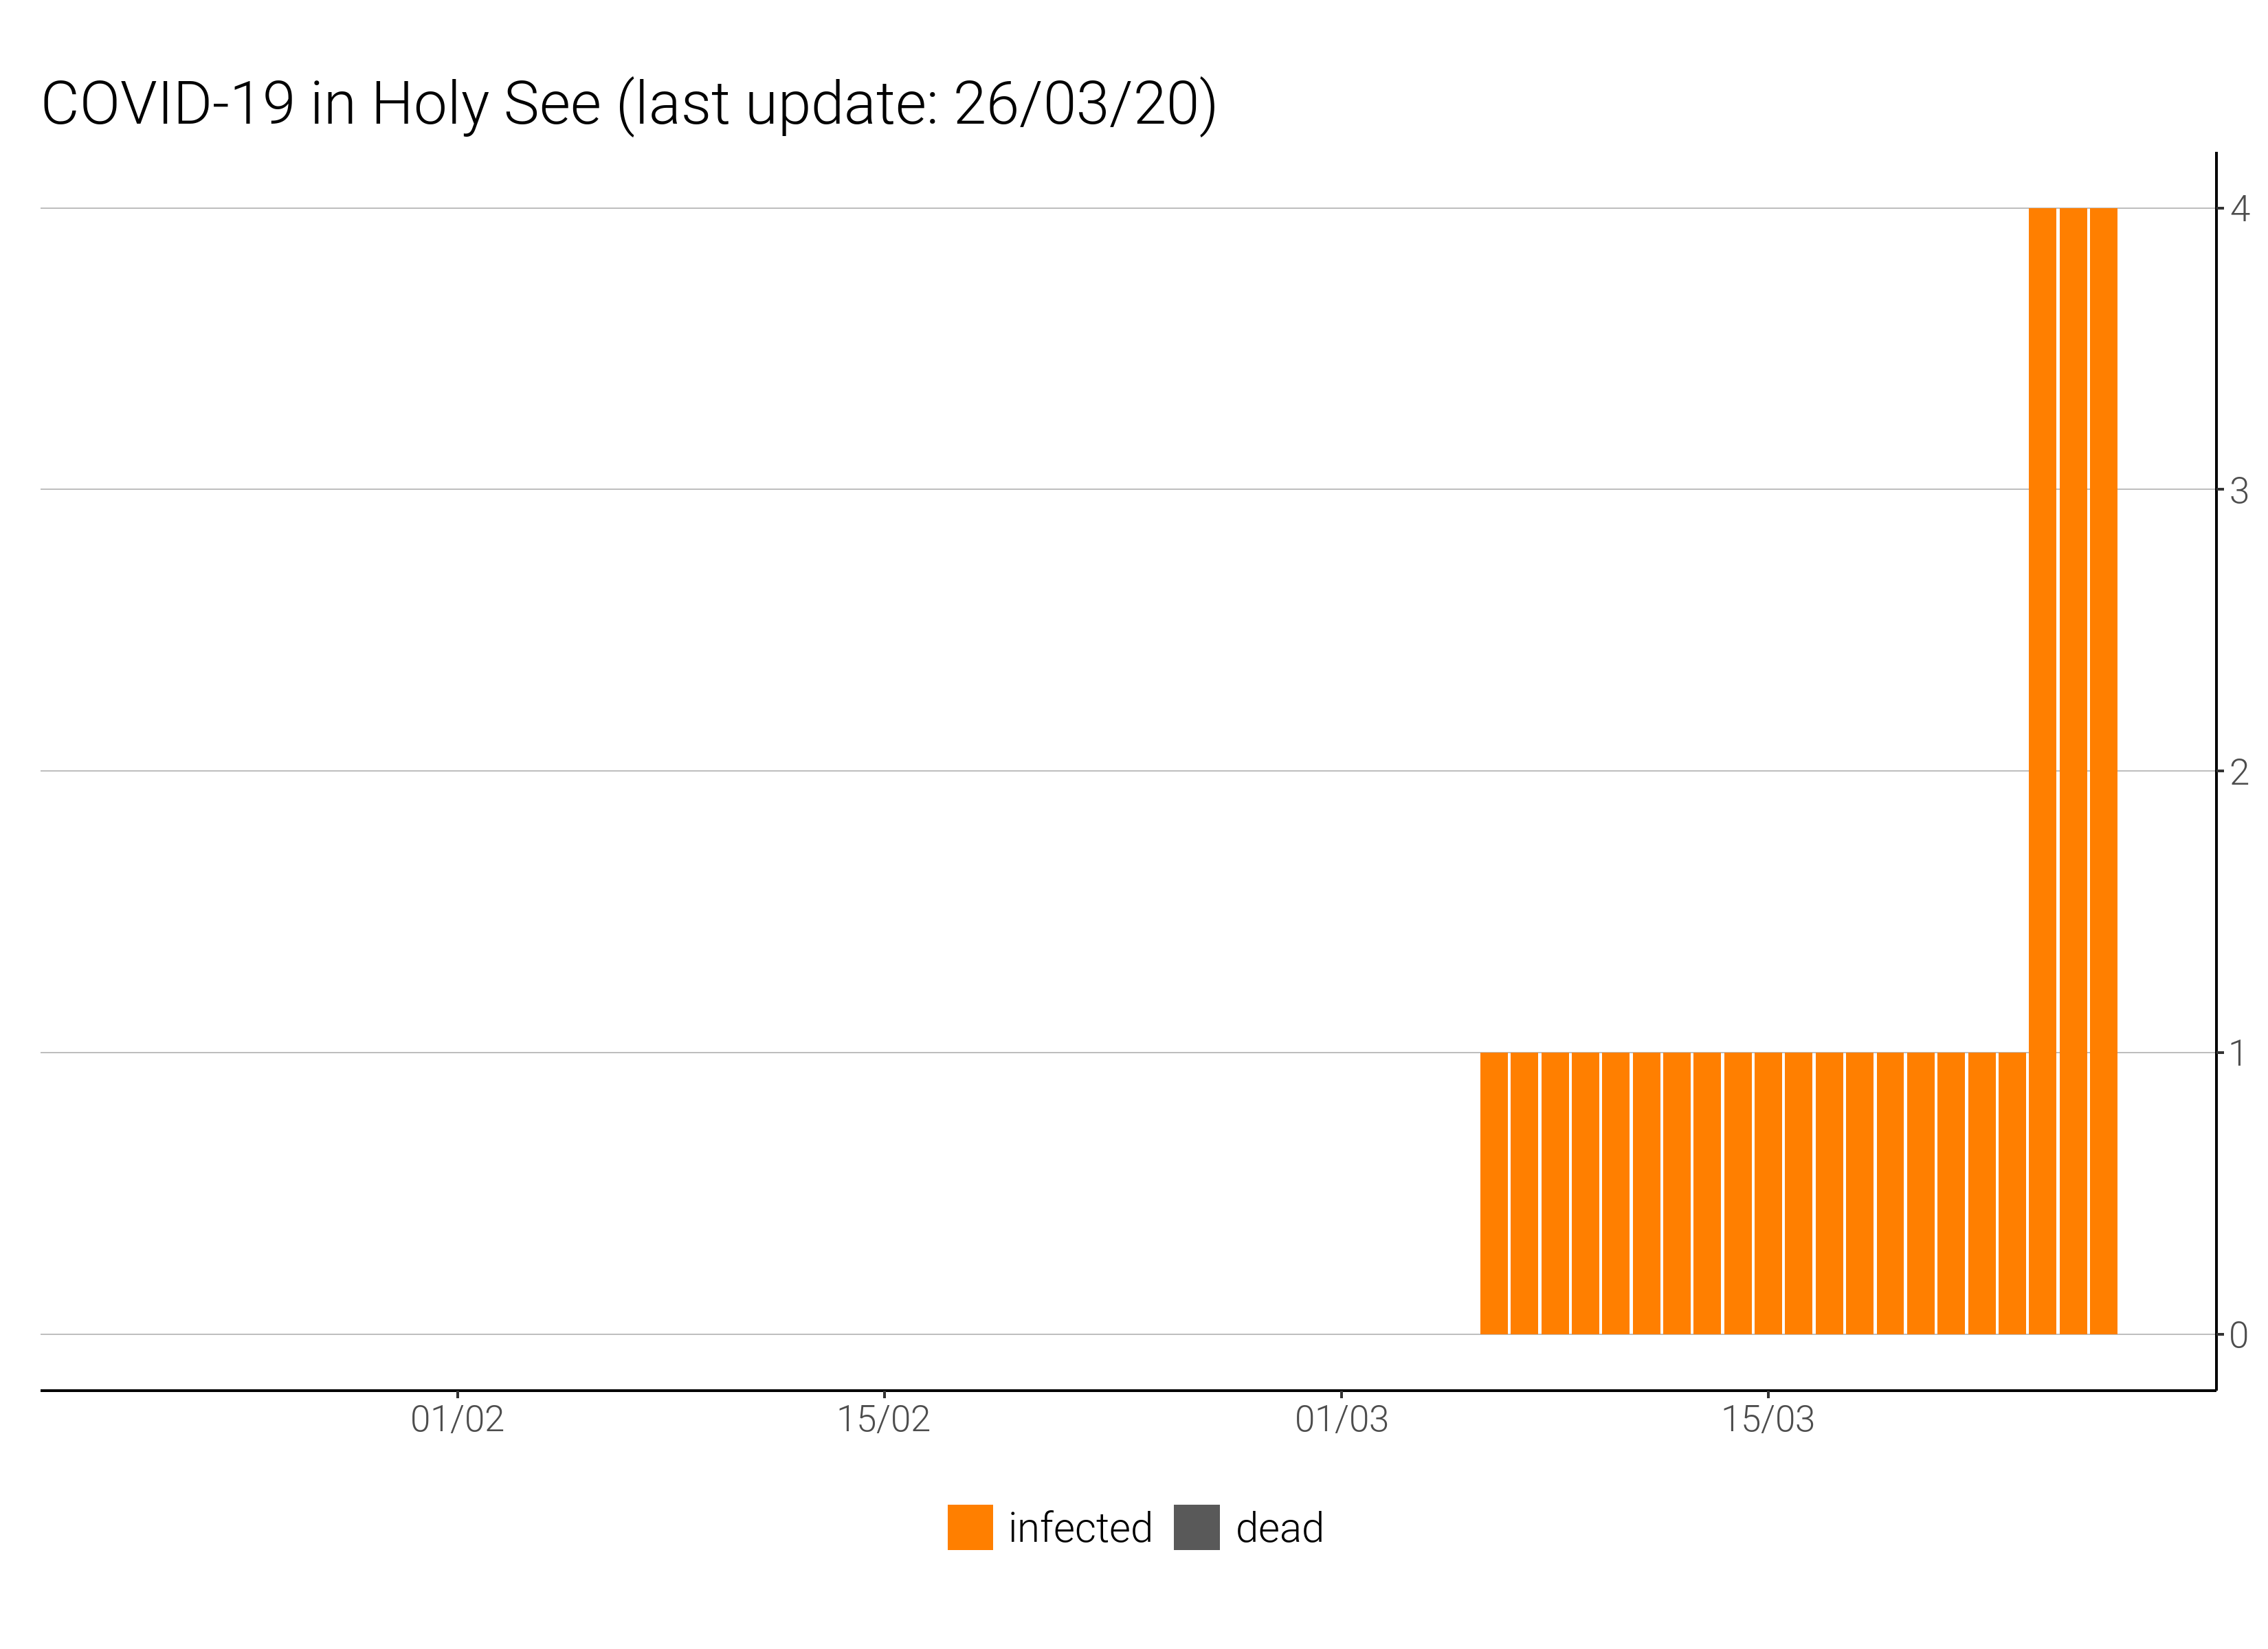 COVID-19 in Holy See (last update: 26/03/20)
4
3
2
1
0
01/02 15/02 01/03 15/03
infected dead